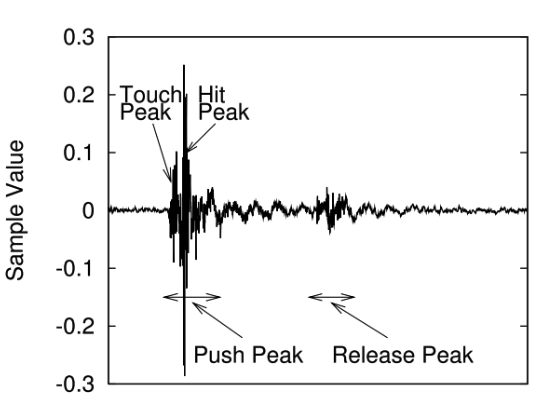 0.3
0.2
0.1
0
-0.1
-0.2
-0.3
Sample Value
Touch
Peak
Hit
Peak
Push Peak
Release Peak